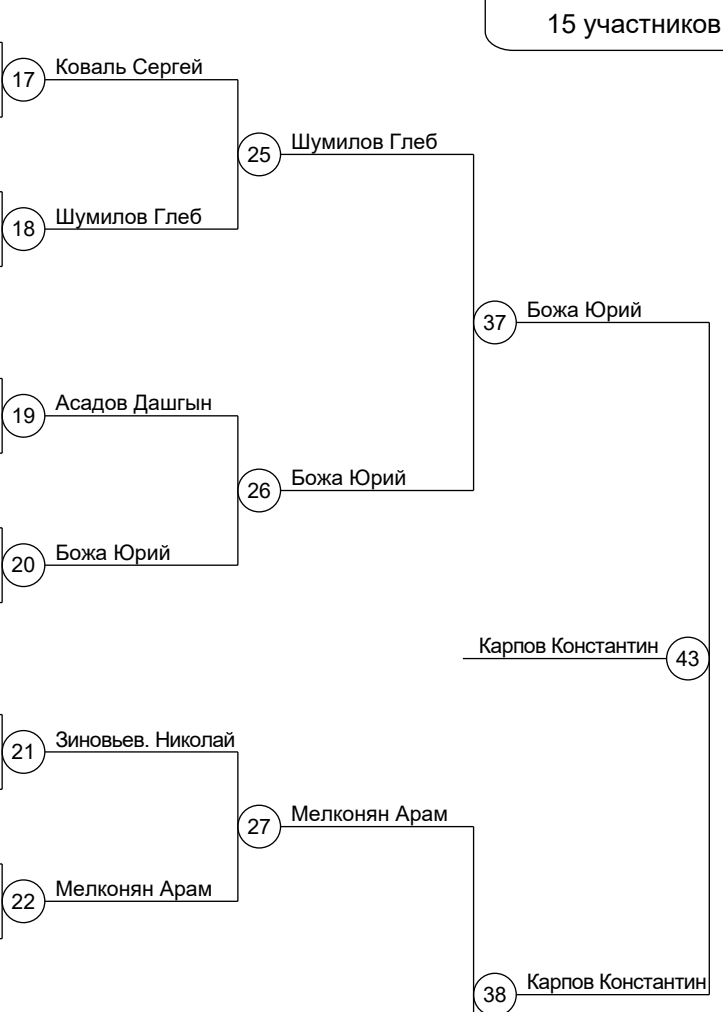 15 участников
17 Коваль Сергей
25 Шумилов Глеб
18 Шумилов Глеб
37 Божа Юрий
19 Асадов Дашгын
26 Божа Юрий
20 Божа Юрий
Карпов Константин 43
21 Зиновьев. Николай
27 Мелконян Арам
22 Мелконян Арам
38 Карпов Константин